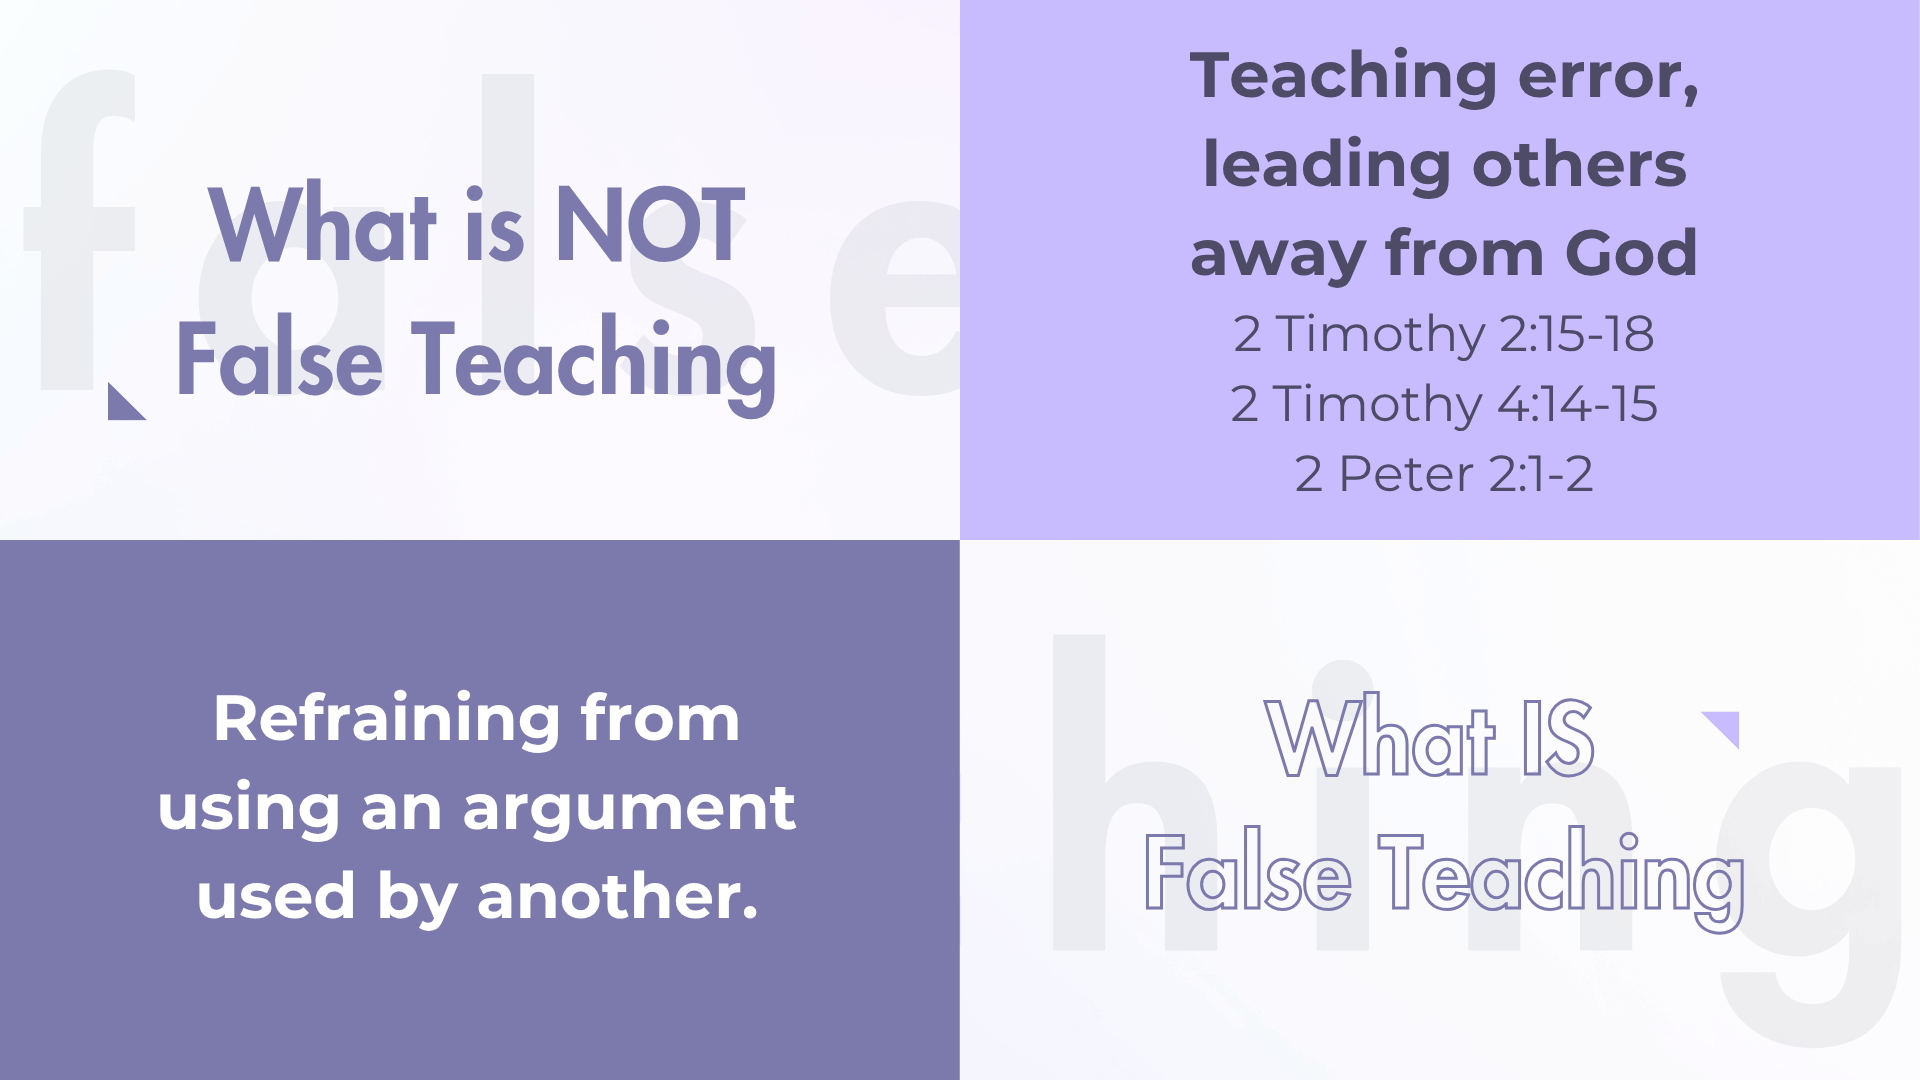 false
What is NOT
False Teaching
Teaching error,
leading others
away from God
2 Timothy 2:15-18
2 Timothy 4:14-15
2 Peter 2:1-2
Refraining from
using an argument
used by another.
hing
What IS
False Teaching